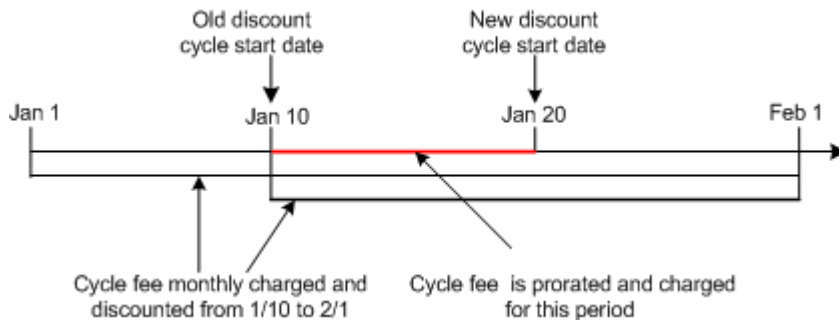 Old discount
cycle start date
New discount
cycle start date
Jan 1
Jan 10
Jan 20
Feb 1
Cycle fee monthly charged and
discounted from 1/10 to 2/1
Cycle fee  is prorated and charged
for this period